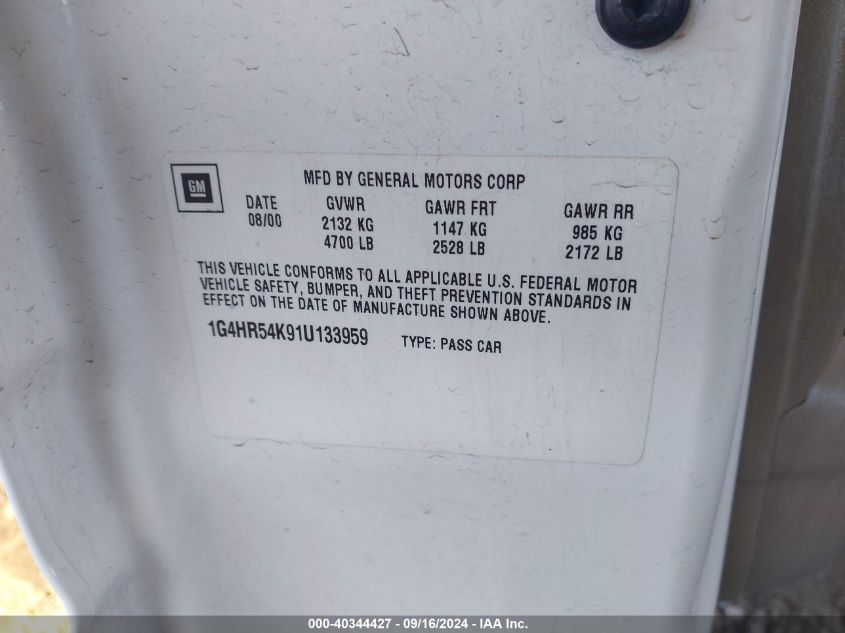 GM
MFD BY GENERAL MOTORS CORP
DATE GVWR GAWR FRT GAWR RR
08/00 2132 KG 1147 KG 985 KG
4700 LB 2528 LB 2172 LB
THIS VEHICLE CONFORMS TO ALL APPLICABLE U.S. FEDERAL MOTOR
VEHICLE SAFETY, BUMPER, AND THEFT PREVENTION STANDARDS IN
EFFECT ON THE DATE OF MANUFACTURE SHOWN ABOVE.
1G4HR54K91U133959 TYPE: PASS CAR
000-40344427 - 09/16/2024 - IAA Inc.